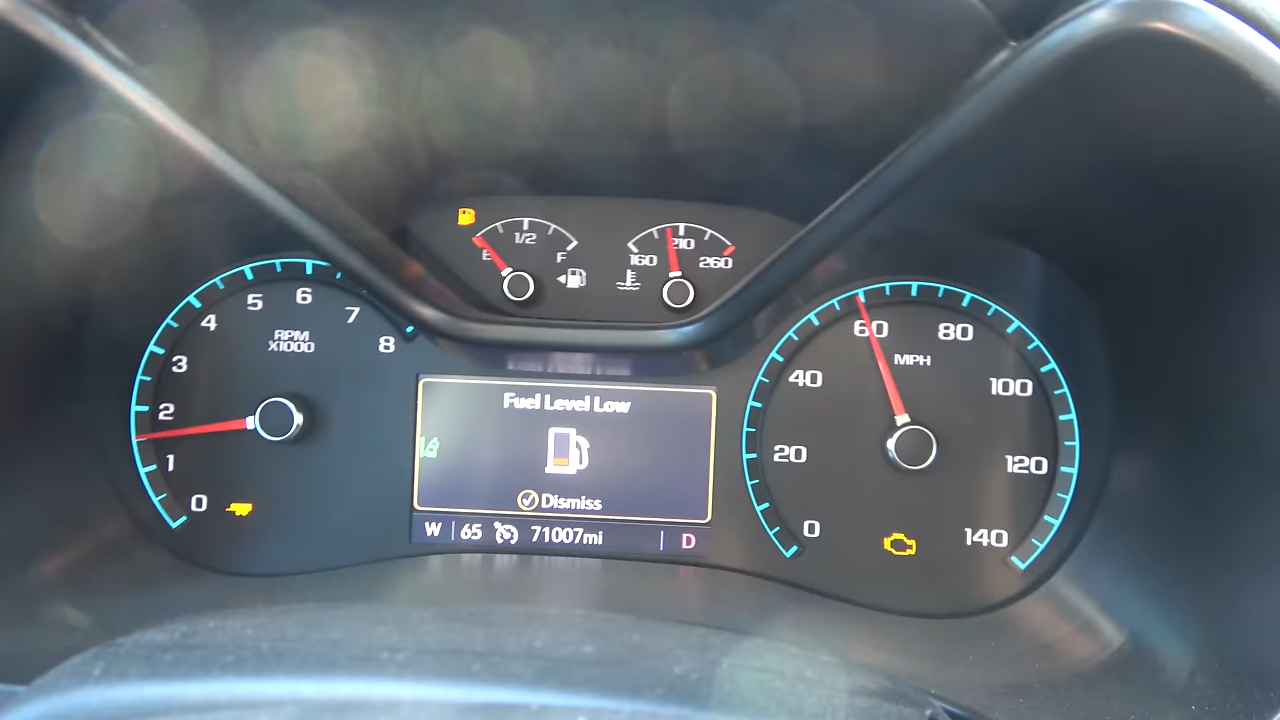 E 1/2 F
160 210 260
0 1 2 3 4 5 6 7 8
RPM
X1000
Fuel Level Low
Dismiss
W 65 71007mi D
0 20 40 60 80 100 120 140
MPH